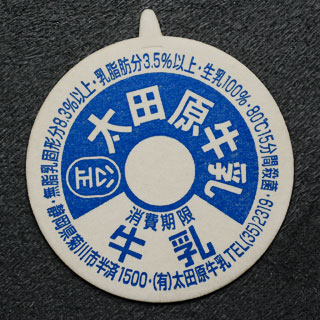 太田原牛乳
公正
消費期限
牛乳
・無脂乳固形分8.3%以上・乳脂肪分3.5%以上・生乳100%・80℃15分間殺菌・
静岡県菊川市半済1500・(有)太田原牛乳 TEL(35)2319